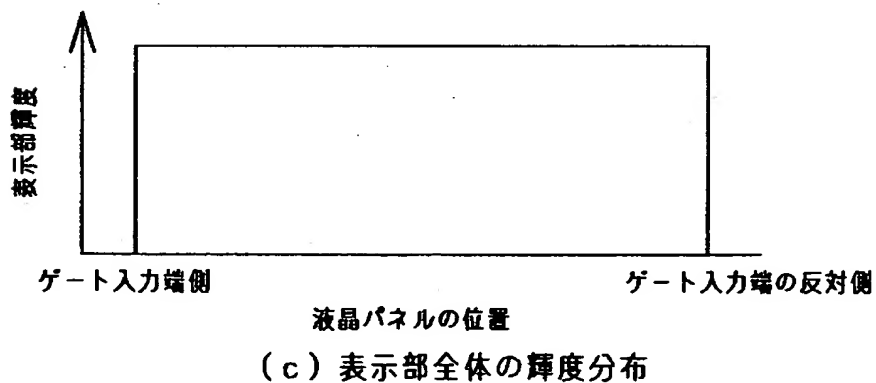 表示部輝度
ゲート入力端側
ゲート入力端の反対側
液晶パネルの位置
(c)表示部全体の輝度分布